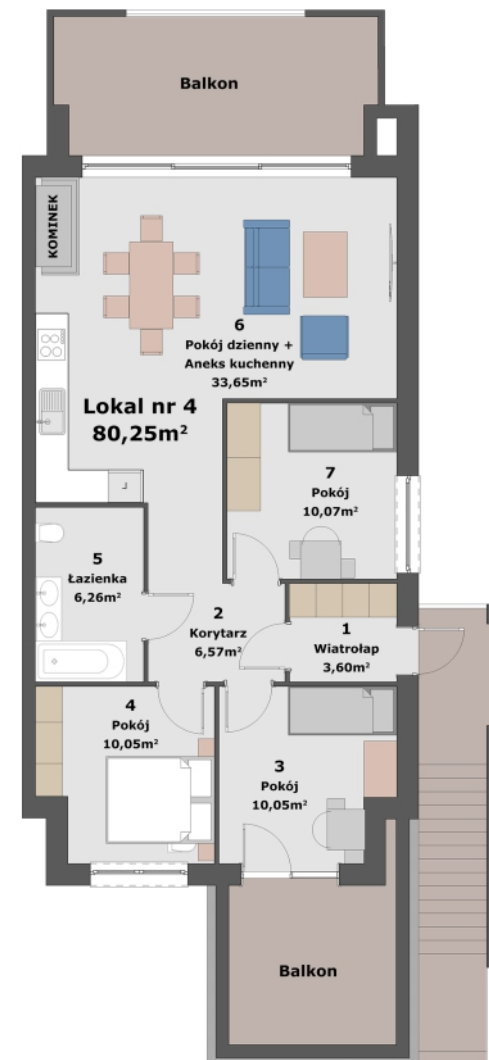 Balkon
KOMINEK
6
Pokój dzienny +
Aneks kuchenny
33,65m²
Lokal nr 4
80,25m²
7
Pokój
10,07m²
5
Łazienka
6,26m²
2
Korytarz
6,57m²
1
Wiatrołap
3,60m²
4
Pokój
10,05m²
3
Pokój
10,05m²
Balkon